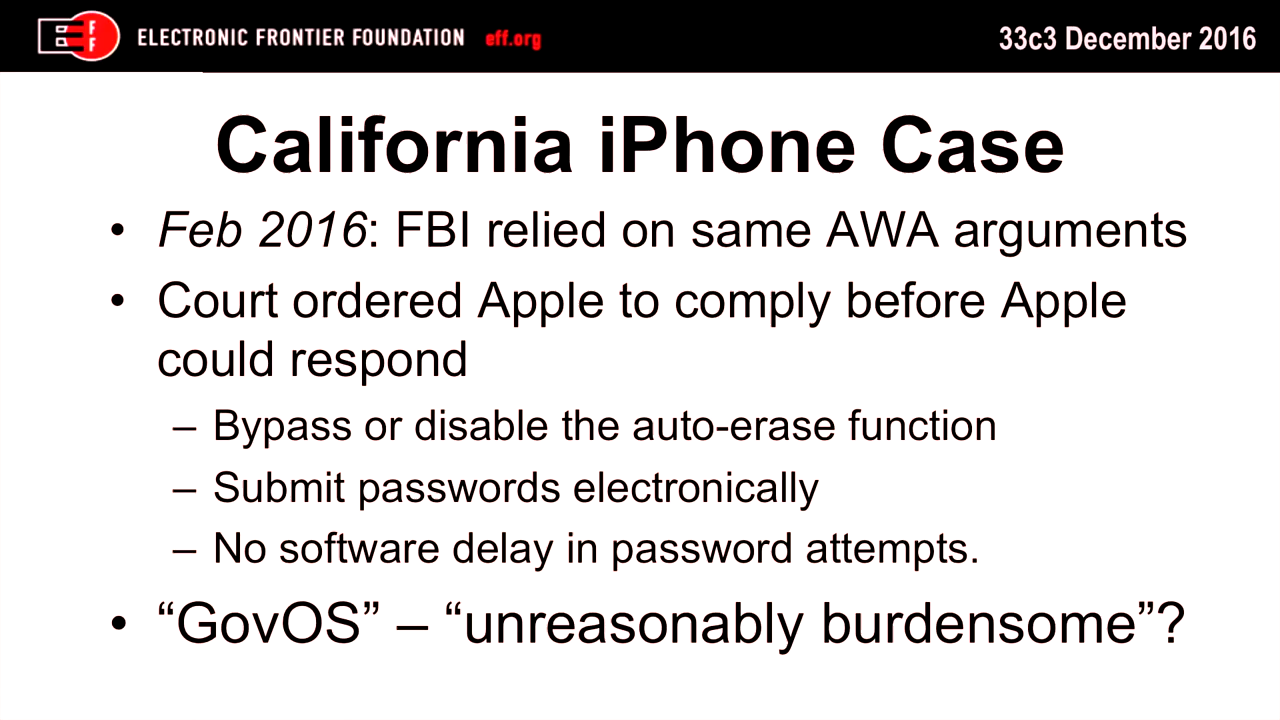 EFF ELECTRONIC FRONTIER FOUNDATION eff.org
33c3 December 2016
California iPhone Case
• Feb 2016: FBI relied on same AWA arguments
• Court ordered Apple to comply before Apple
could respond
– Bypass or disable the auto-erase function
– Submit passwords electronically
– No software delay in password attempts.
• “GovOS” – “unreasonably burdensome”?